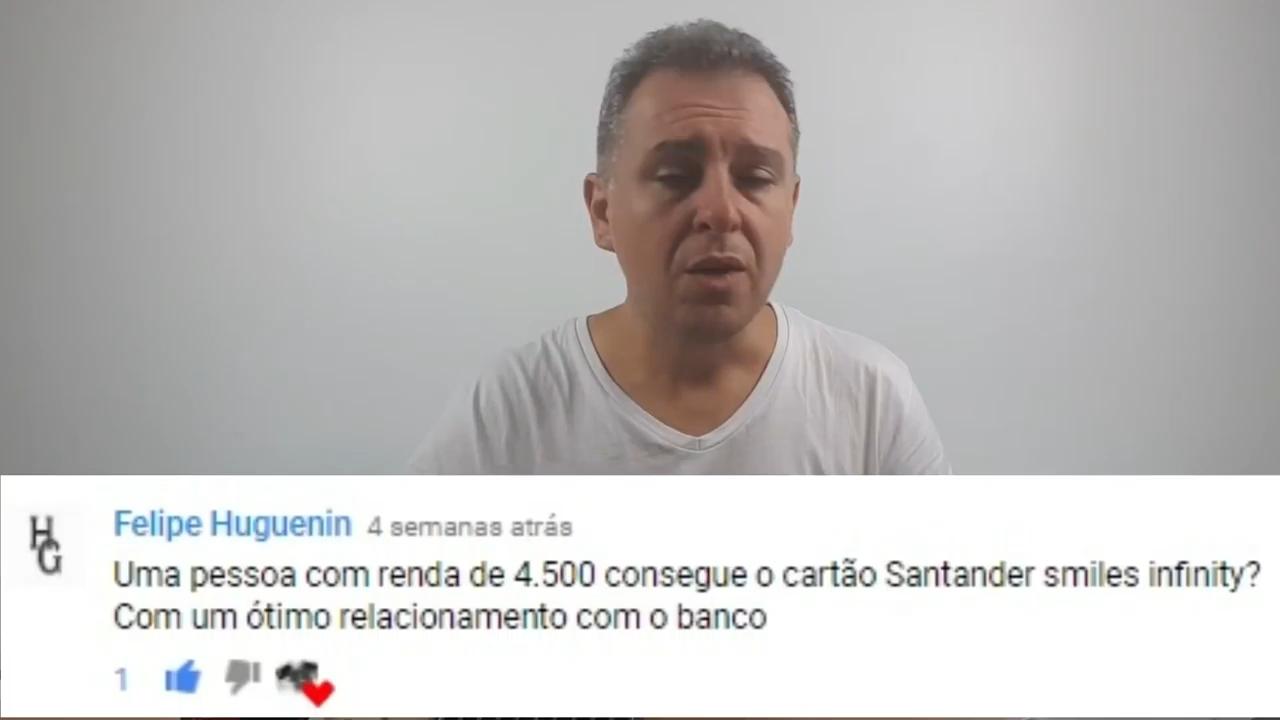 HG
Felipe Huguenin 4 semanas atrás
Uma pessoa com renda de 4.500 consegue o cartão Santander smiles infinity?
Com um ótimo relacionamento com o banco
1